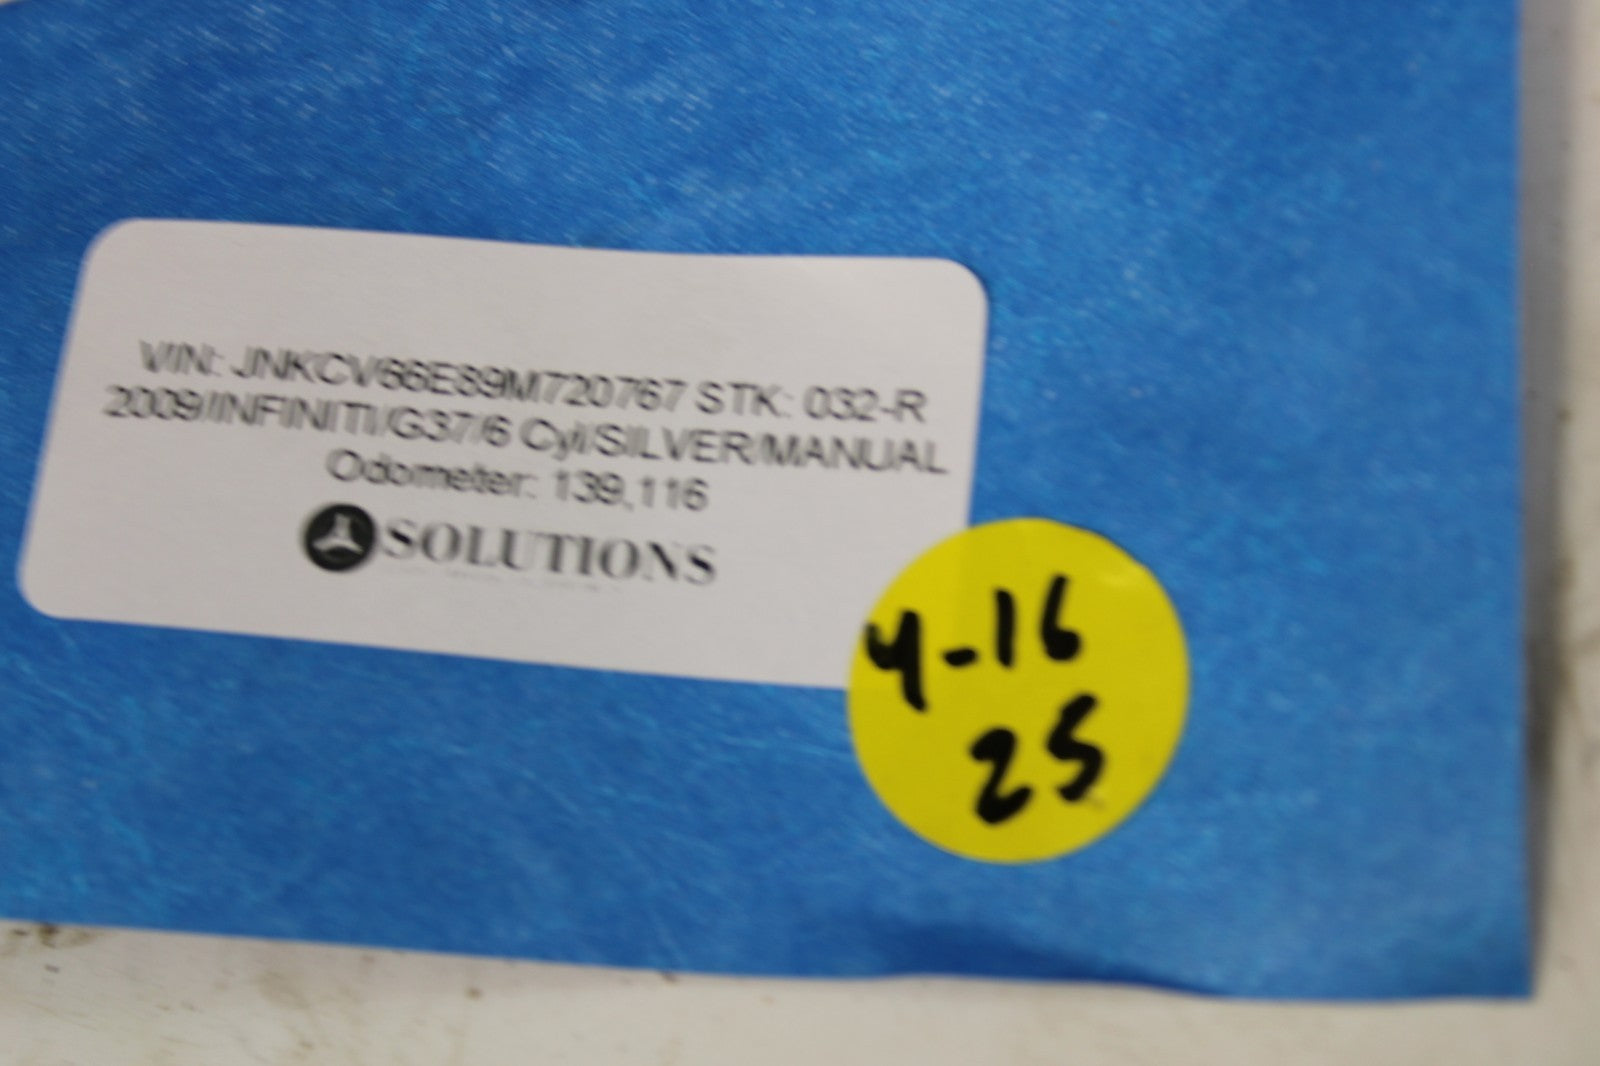 VIN: JNKCV66E89M720767 STK: 032-R
2009/INFINITI/G37/6 Cyl/SILVER/MANUAL
Odometer: 139,116
SOLUTIONS
4-16
25